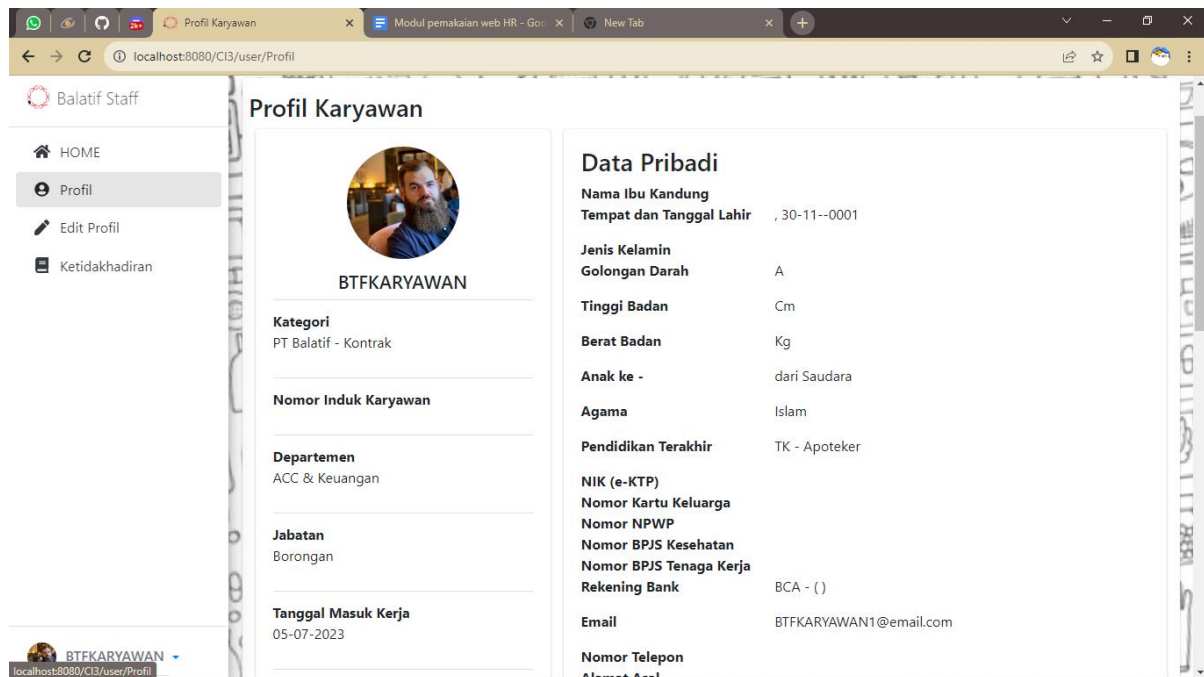 Profil Karyawan
Modul pemakaian web HR - Goo
New Tab
localhost:8080/CI3/user/Profil
Balatif Staff
HOME
Profil
Edit Profil
Ketidakhadiran
BTFKARYAWAN
localhost:8080/CI3/user/Profil
Profil Karyawan
BTFKARYAWAN
Kategori
PT Balatif - Kontrak
Nomor Induk Karyawan
Departemen
ACC & Keuangan
Jabatan
Borongan
Tanggal Masuk Kerja
05-07-2023
Data Pribadi
Nama Ibu Kandung
Tempat dan Tanggal Lahir , 30-11--0001
Jenis Kelamin
Golongan Darah A
Tinggi Badan Cm
Berat Badan Kg
Anak ke - dari Saudara
Agama Islam
Pendidikan Terakhir TK - Apoteker
NIK (e-KTP)
Nomor Kartu Keluarga
Nomor NPWP
Nomor BPJS Kesehatan
Nomor BPJS Tenaga Kerja
Rekening Bank BCA - ( )
Email BTFKARYAWAN1@email.com
Nomor Telepon
Alamat Asal